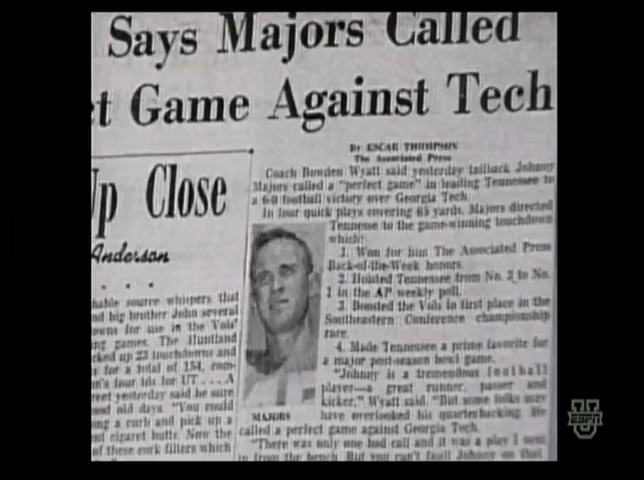 Says Majors Called
t Game Against Tech
Up Close
Anderson
hable source whispers that
nd big brother John several
owns for use in the Vols'
ng games. The Huntland
cked up 23 touchdowns and
s for a total of 154, com-
n's four tds for UT . . . A
reet yesterday said he sure
ood old days. "You could
ong a curb and pick up a
nt cigaret butts. Now the
of these cork fillers which
By ESCAR THOMPSON
The Associated Press
Coach Bowden Wyatt said yesterday tailback Johnny
Majors called a "perfect game" in leading Tennessee to
a 6-0 football victory over Georgia Tech.
In four quick plays covering 65 yards, Majors directed
Tennesse to the game-winning touchdown
which:
1. Won for him The Associated Press
Back-of-the-Week honors.
2. Hoisted Tennessee from No. 3 to No.
1 in the AP weekly poll.
3. Boosted the Vols to first place in the
Southeastern Conference championship
race.
4. Made Tennessee a prime favorite for
a major post-season bowl game.
"Johnny is a tremendous football
player—a great runner, passer and
kicker," Wyatt said. "But some folks may
have overlooked his quarterbacking. He
called a perfect game against Georgia Tech.
"There was only one bad call and it was a play I sent
in from the bench. But you can't fault Johnny on that
MAJORS
ESPN
U